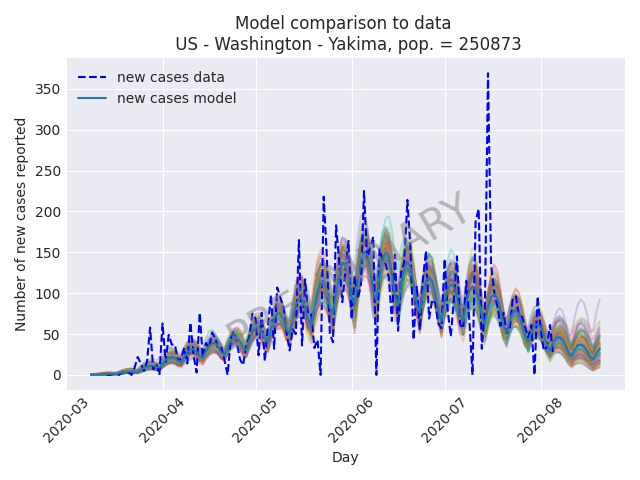 Model comparison to data
US - Washington - Yakima, pop. = 250873
new cases data
new cases model
Number of new cases reported
350
300
250
200
150
100
50
0
PRELIMINARY
2020-03
2020-04
2020-05
2020-06
2020-07
2020-08
Day